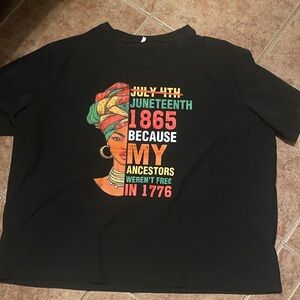 JULY 4TH
JUNETEENTH
1865
BECAUSE
MY
ANCESTORS
WEREN'T FREE
IN 1776